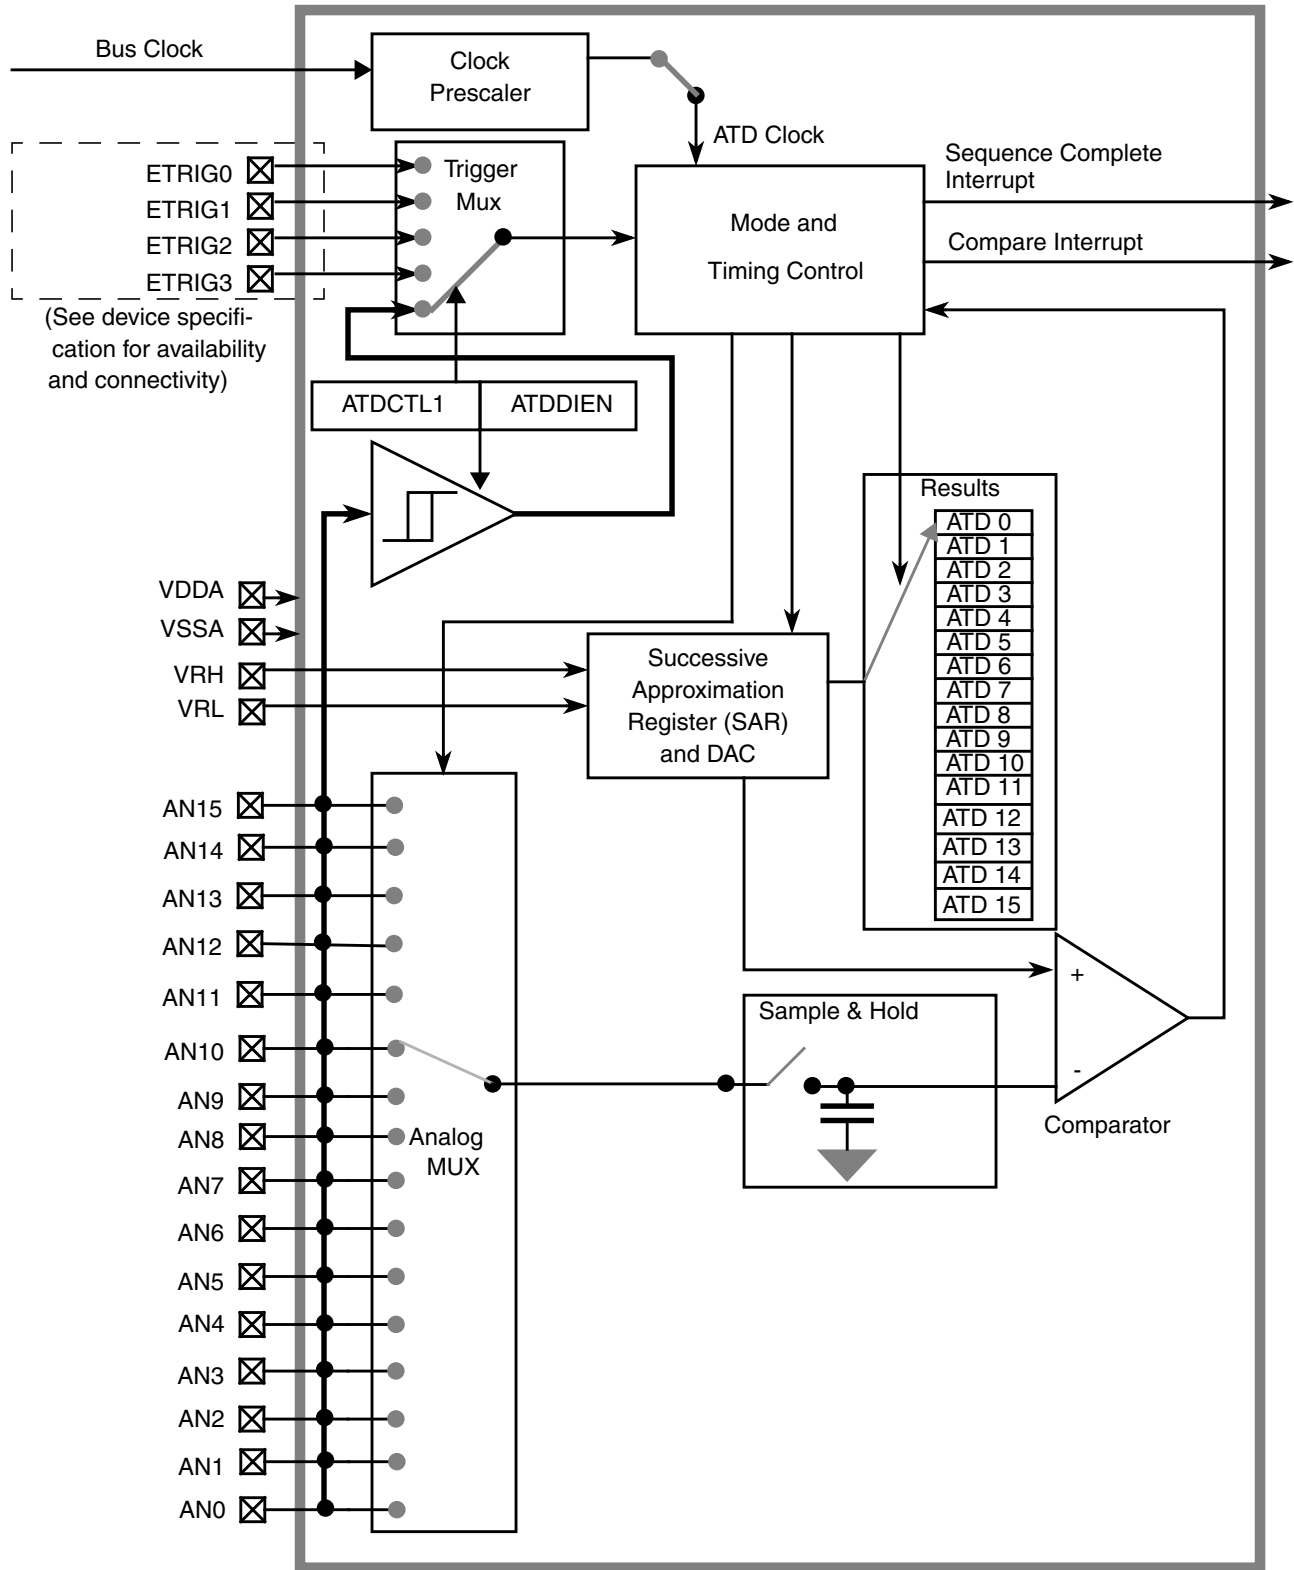 Bus Clock
Clock
Prescaler
ATD Clock
ETRIG0
ETRIG1
ETRIG2
ETRIG3
(See device specifi-
cation for availability
and connectivity)
Trigger
Mux
Mode and
Timing Control
Sequence Complete
Interrupt
Compare Interrupt
ATDCTL1
ATDDIEN
Results
ATD 0
ATD 1
ATD 2
ATD 3
ATD 4
ATD 5
ATD 6
ATD 7
ATD 8
ATD 9
ATD 10
ATD 11
ATD 12
ATD 13
ATD 14
ATD 15
VDDA
VSSA
VRH
VRL
Successive
Approximation
Register (SAR)
and DAC
AN15
AN14
AN13
AN12
AN11
AN10
AN9
AN8
AN7
AN6
AN5
AN4
AN3
AN2
AN1
AN0
Analog
MUX
Sample & Hold
+
-
Comparator